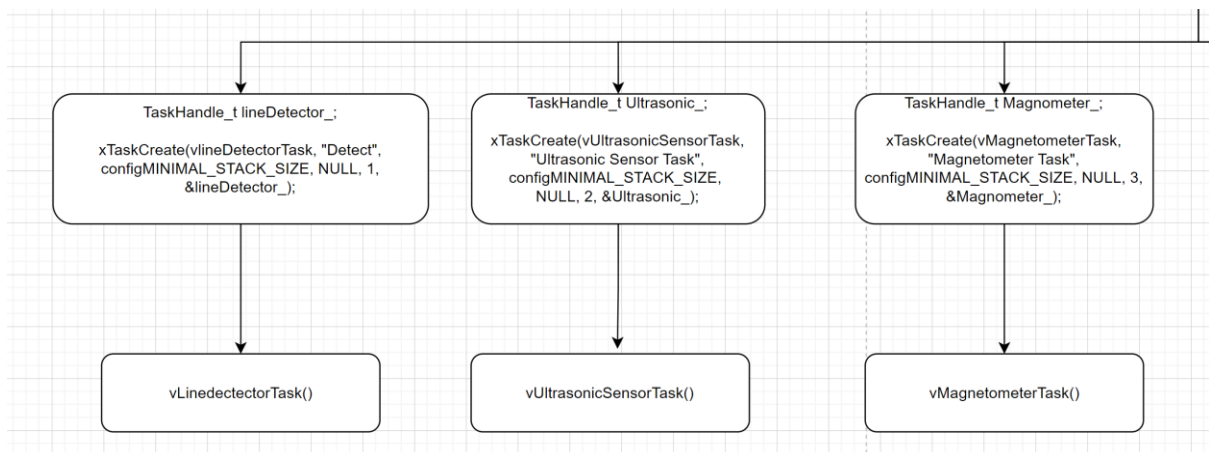 TaskHandle_t lineDetector_;
xTaskCreate(vlineDetectorTask, "Detect",
configMINIMAL_STACK_SIZE, NULL, 1,
&lineDetector_);
TaskHandle_t Ultrasonic_;
xTaskCreate(vUltrasonicSensorTask,
"Ultrasonic Sensor Task",
configMINIMAL_STACK_SIZE,
NULL, 2, &Ultrasonic_);
TaskHandle_t Magnometer_;
xTaskCreate(vMagnetometerTask,
"Magnetometer Task",
configMINIMAL_STACK_SIZE, NULL, 3,
&Magnometer_);
vLinedectectorTask()
vUltrasonicSensorTask()
vMagnetometerTask()